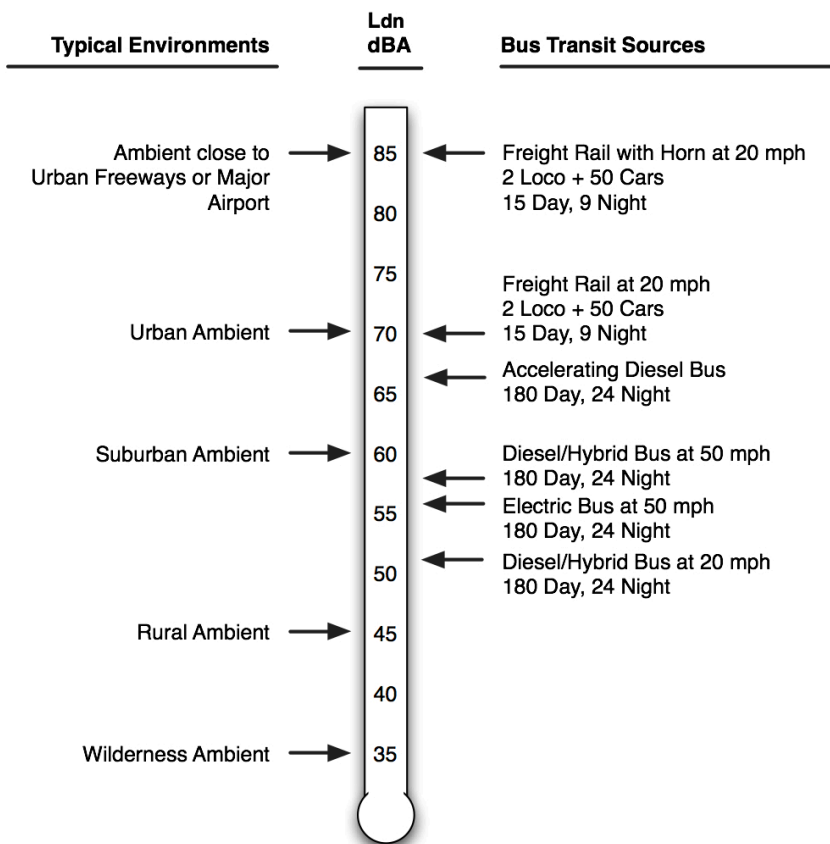 Typical Environments
Ldn
dBA
Bus Transit Sources
Ambient close to
Urban Freeways or Major
Airport
85
Freight Rail with Horn at 20 mph
2 Loco + 50 Cars
15 Day, 9 Night
80
75
Freight Rail at 20 mph
2 Loco + 50 Cars
15 Day, 9 Night
Urban Ambient
70
Accelerating Diesel Bus
180 Day, 24 Night
65
Suburban Ambient
60
Diesel/Hybrid Bus at 50 mph
180 Day, 24 Night
Electric Bus at 50 mph
180 Day, 24 Night
55
Diesel/Hybrid Bus at 20 mph
180 Day, 24 Night
50
Rural Ambient
45
40
Wilderness Ambient
35